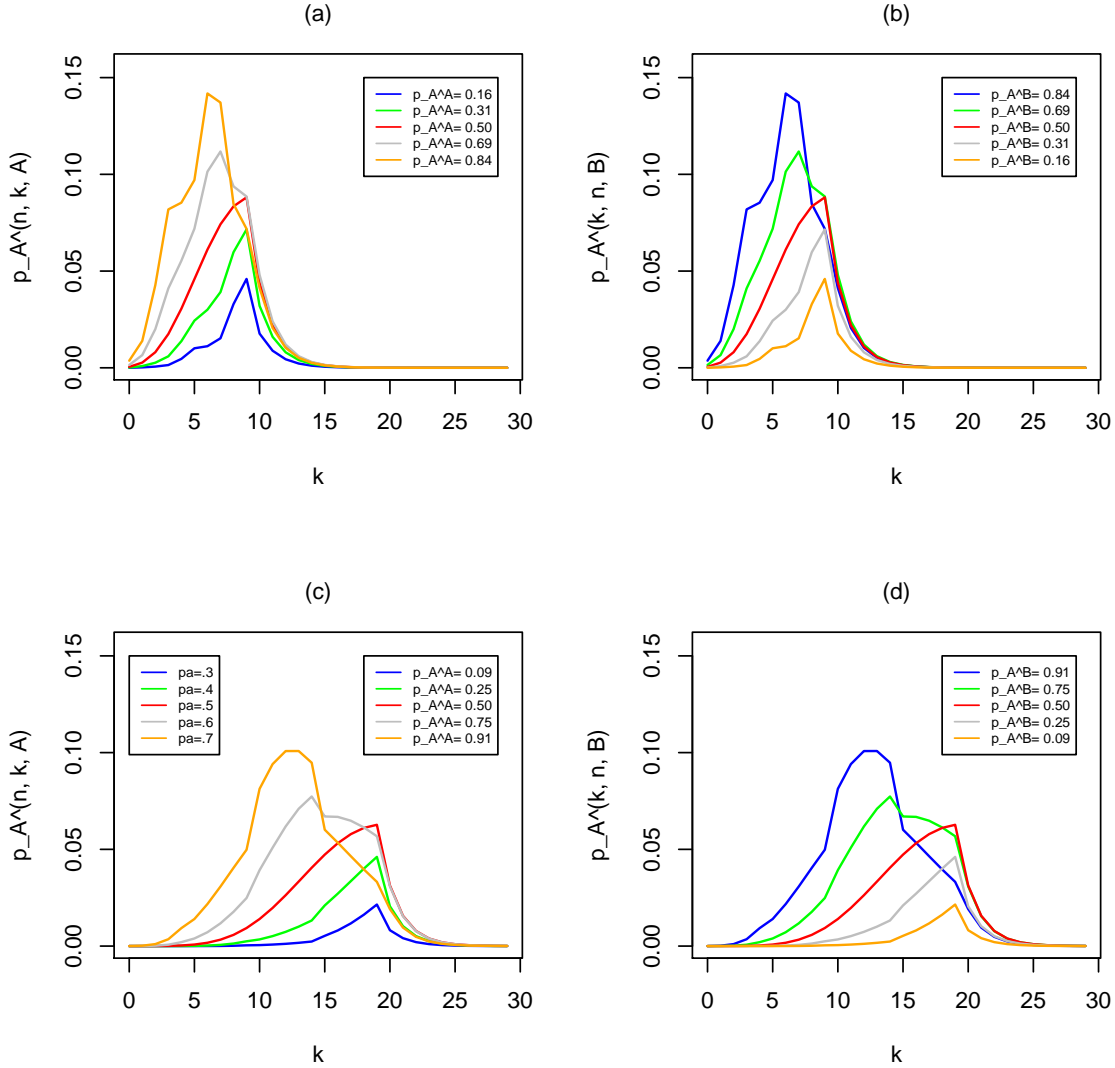 (a)
p_A^(n, k, A)
0.15
0.10
0.05
0.00
p_A^A= 0.16
p_A^A= 0.31
p_A^A= 0.50
p_A^A= 0.69
p_A^A= 0.84
0 5 10 15 20 25 30
k
(b)
p_A^(k, n, B)
0.15
0.10
0.05
0.00
p_A^B= 0.84
p_A^B= 0.69
p_A^B= 0.50
p_A^B= 0.31
p_A^B= 0.16
0 5 10 15 20 25 30
k
(c)
p_A^(n, k, A)
0.15
0.10
0.05
0.00
pa=.3
pa=.4
pa=.5
pa=.6
pa=.7
p_A^A= 0.09
p_A^A= 0.25
p_A^A= 0.50
p_A^A= 0.75
p_A^A= 0.91
0 5 10 15 20 25 30
k
(d)
p_A^(k, n, B)
0.15
0.10
0.05
0.00
p_A^B= 0.91
p_A^B= 0.75
p_A^B= 0.50
p_A^B= 0.25
p_A^B= 0.09
0 5 10 15 20 25 30
k